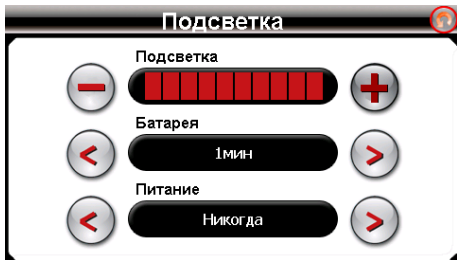 Подсветка
Подсветка
Батарея
1мин
Питание
Никогда